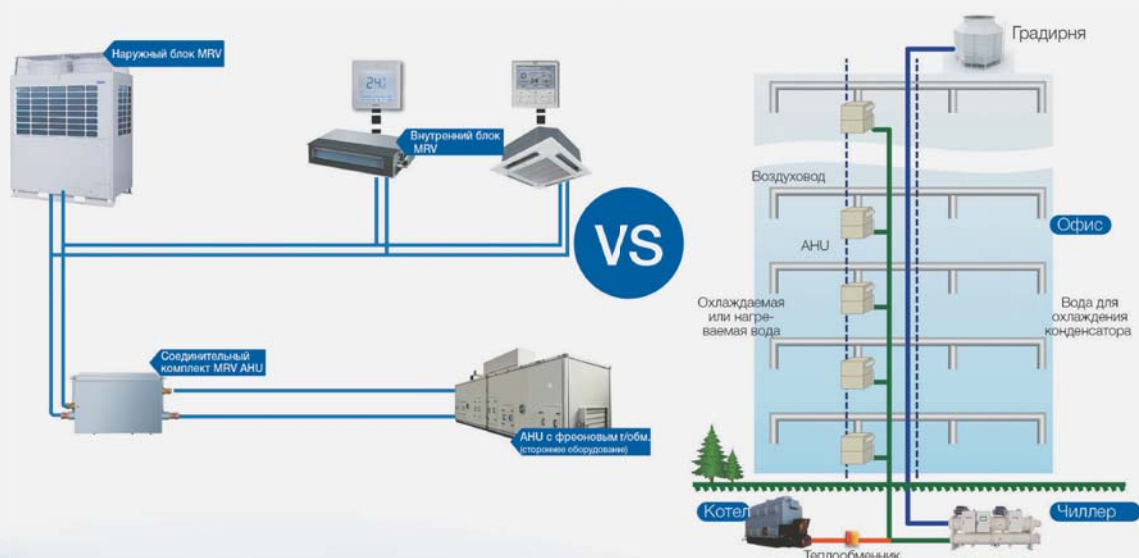 Наружный блок MRV
24.
Внутренний блок
MRV
VS
Соединительный
комплект MRV AHU
AHU с фреоновым т/обм.
(стороннее оборудование)
Градирня
Воздуховод
Офис
AHU
Охлаждаемая
или нагре-
ваемая вода
Вода для
охлаждения
конденсатора
Котел
Чиллер
Теплообменник